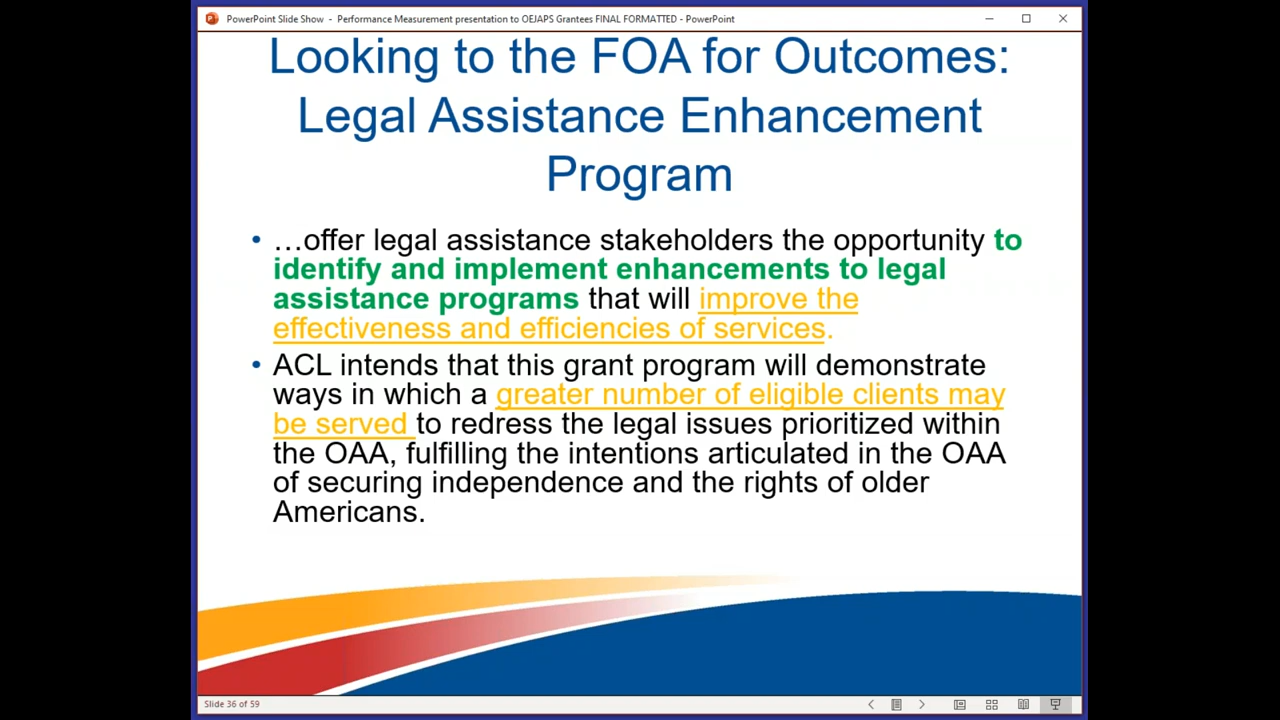 PowerPoint Slide Show - Performance Measurement presentation to OEJAPS Grantees FINAL FORMATTED - PowerPoint
Looking to the FOA for Outcomes:
Legal Assistance Enhancement
Program
• …offer legal assistance stakeholders the opportunity to
identify and implement enhancements to legal
assistance programs that will improve the
effectiveness and efficiencies of services.
• ACL intends that this grant program will demonstrate
ways in which a greater number of eligible clients may
be served to redress the legal issues prioritized within
the OAA, fulfilling the intentions articulated in the OAA
of securing independence and the rights of older
Americans.
Slide 36 of 59